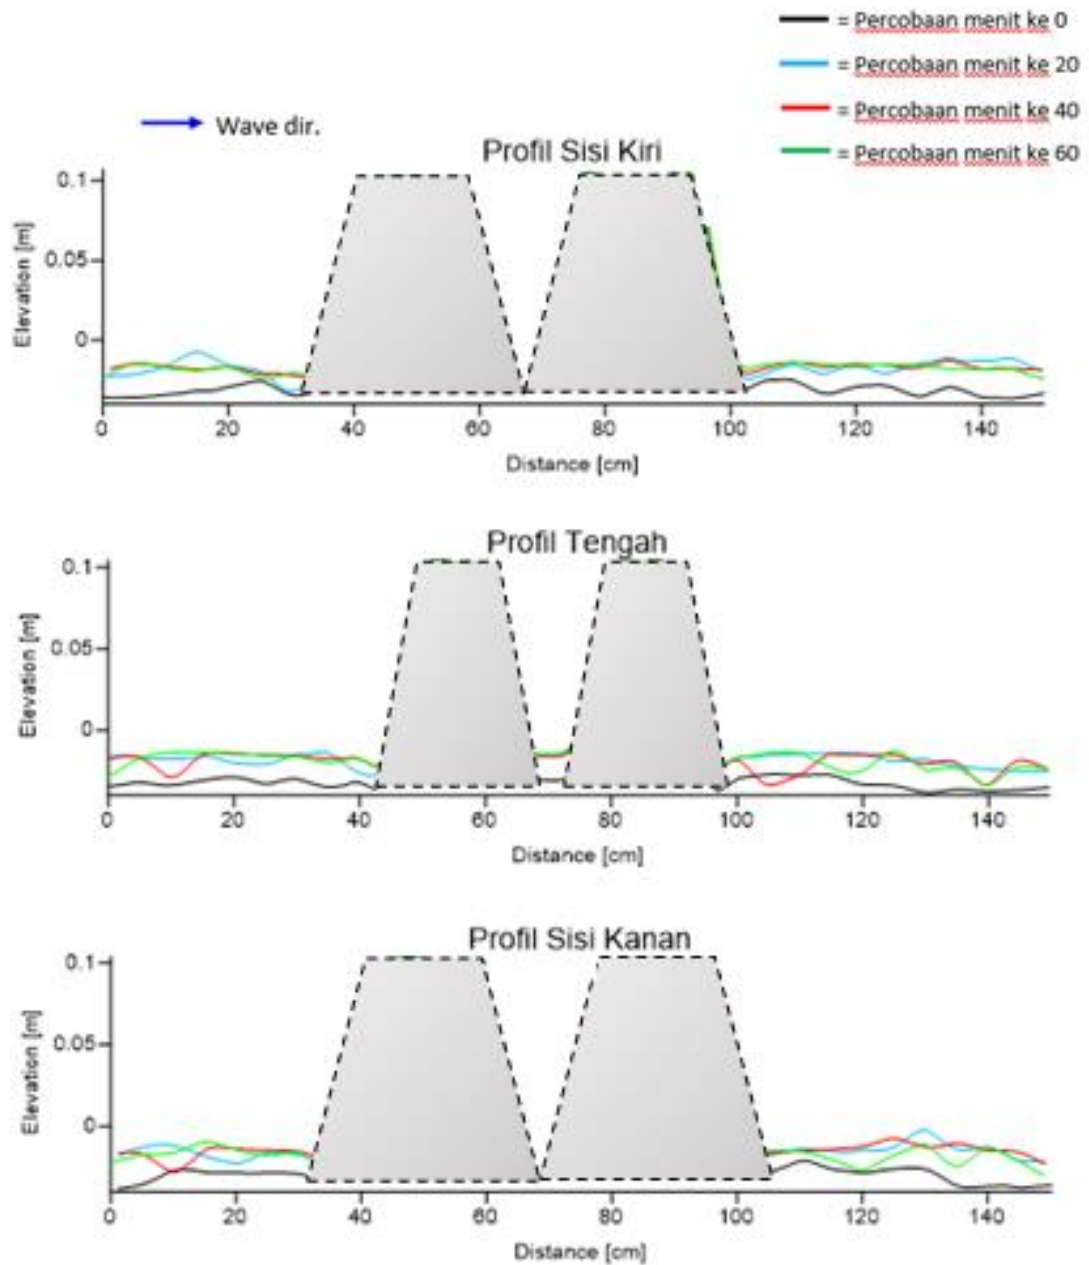 = Percobaan menit ke 0
= Percobaan menit ke 20
= Percobaan menit ke 40
= Percobaan menit ke 60
Wave dir.
Profil Sisi Kiri
Elevation [m]
0.1
0.05
0
0 20 40 60 80 100 120 140
Distance [cm]
Profil Tengah
Elevation [m]
0.1
0.05
0
0 20 40 60 80 100 120 140
Distance [cm]
Profil Sisi Kanan
Elevation [m]
0.1
0.05
0
0 20 40 60 80 100 120 140
Distance [cm]